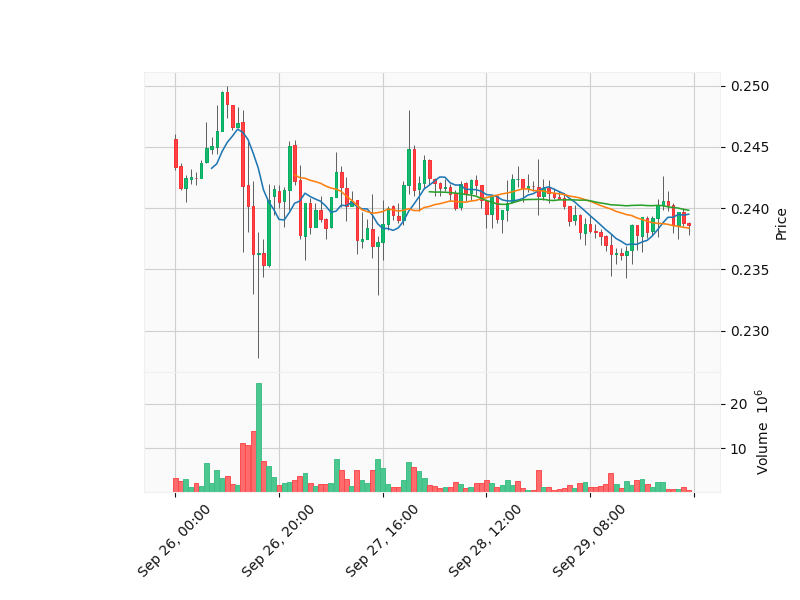 0.250
0.245
0.240
0.235
0.230
Price
20
10
Volume 10^6
Sep 26, 00:00
Sep 26, 20:00
Sep 27, 16:00
Sep 28, 12:00
Sep 29, 08:00